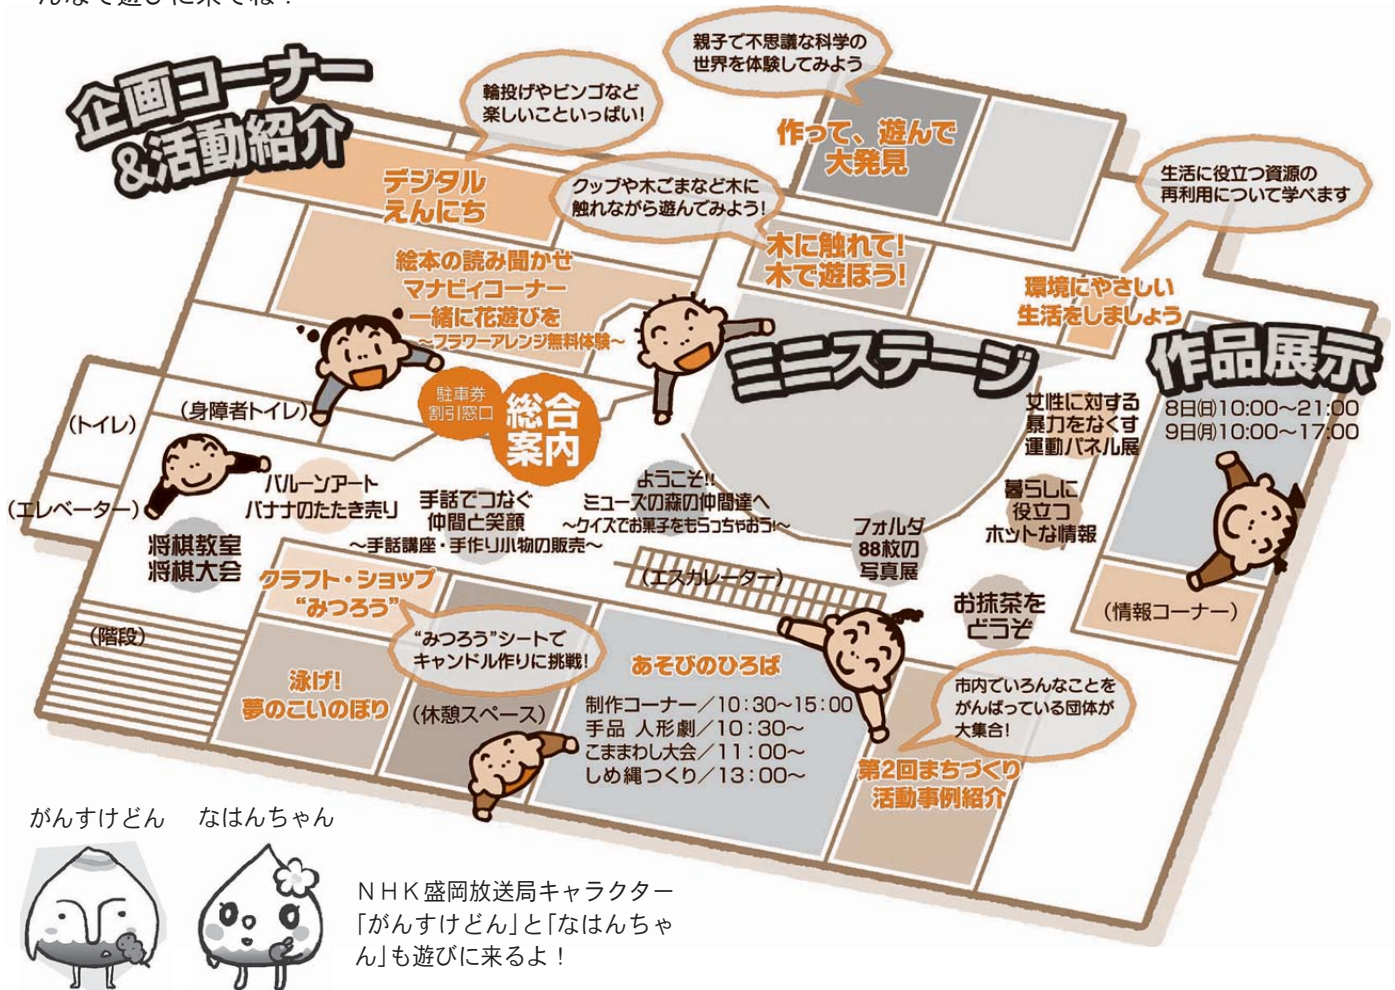 んなで遊びに来てね！
企画コーナー
&活動紹介
輪投げやビンゴなど
楽しいこといっぱい!
親子で不思議な科学の
世界を体験してみよう
作って、遊んで
大発見
デジタル
えんにち
クップや木ごまなど木に
触れながら遊んでみよう!
木に触れて!
木で遊ぼう!
生活に役立つ資源の
再利用について学べます
環境にやさしい
生活をしましょう
絵本の読み聞かせ
マナビィコーナー
一緒に花遊びを
～フラワーアレンジ無料体験～
ミニステージ
作品展示
8日(日)10:00～21:00
9日(月)10:00～17:00
駐車券
割引窓口
総合
案内
(トイレ)
(身障者トイレ)
(エレベーター)
女性に対する
暴力をなくす
運動パネル展
バルーンアート
バナナのたたき売り
将棋教室
将棋大会
手話でつなぐ
仲間と笑顔
～手話講座・手作り小物の販売～
ようこそ!!
ミューズの森の仲間達へ
～クイズでお菓子をもらっちゃおう!～
フォルダ
88枚の
写真展
暮らしに
役立つ
ホットな情報
(エスカレーター)
お抹茶を
どうぞ
(情報コーナー)
クラフト・ショップ
“みつろう”
“みつろう”シートで
キャンドル作りに挑戦!
(階段)
泳げ!
夢のこいのぼり
(休憩スペース)
あそびのひろば
制作コーナー／10:30～15:00
手品 人形劇／10:30～
こままわし大会／11:00～
しめ縄つくり／13:00～
市内でいろんなことを
がんばっている団体が
大集合!
第2回まちづくり
活動事例紹介
がんすけどん　なはんちゃん
ＮＨＫ盛岡放送局キャラクター
「がんすけどん」と「なはんちゃ
ん」も遊びに来るよ！